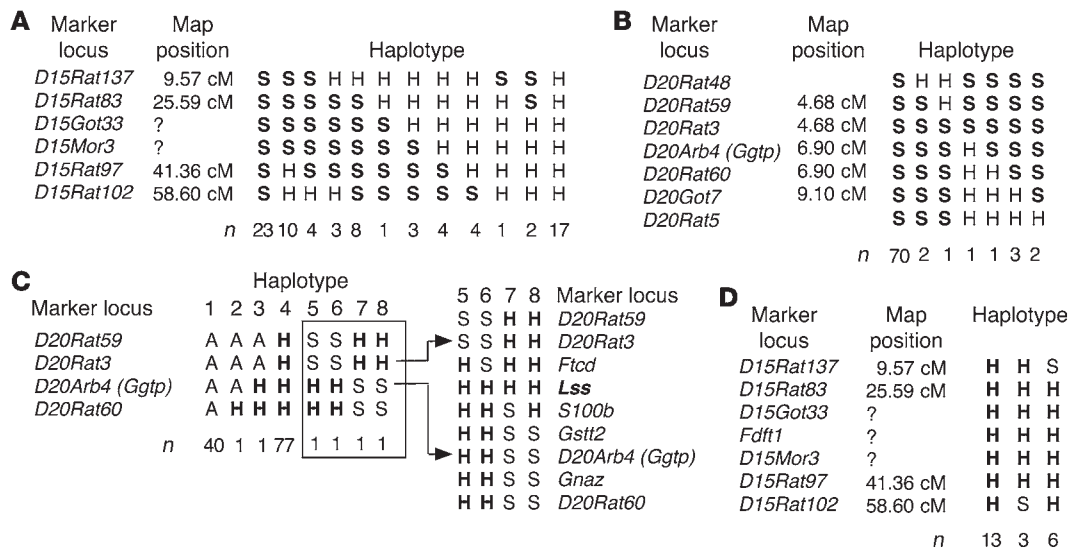 A
Marker locus Map position Haplotype
D15Rat137 9.57 cM S S S H H H H H H S S H
D15Rat83 25.59 cM S S S S S H H H H H S H
D15Got33 ? S S S S S S H H H H H H
D15Mor3 ? S S S S S S S H H H H H
D15Rat97 41.36 cM S H S S S S S S H H H H
D15Rat102 58.60 cM S H H H S S S S S H H H
n 23 10 4 3 8 1 3 4 4 1 2 17
B
Marker locus Map position Haplotype
D20Rat48 S H H S S S S
D20Rat59 4.68 cM S S H S S S S
D20Rat3 4.68 cM S S S S S S S
D20Arb4 (Ggtp) 6.90 cM S S S H S S S
D20Rat60 6.90 cM S S S H H S S
D20Got7 9.10 cM S S S H H H S
D20Rat5 S S S H H H H
n 70 2 1 1 1 3 2
C
Haplotype
Marker locus 1 2 3 4 5 6 7 8
D20Rat59 A A A H S S H H
D20Rat3 A A A H S S H H
D20Arb4 (Ggtp) A A H H H H S S
D20Rat60 A H H H H H S S
n 40 1 1 77 1 1 1 1
5 6 7 8 Marker locus
S S H H D20Rat59
S S H H D20Rat3
H S H H Ftcd
H H H H Lss
H H S H S100b
H H S S Gstt2
H H S S D20Arb4 (Ggtp)
H H S S Gnaz
H H S S D20Rat60
D
Marker locus Map position Haplotype
D15Rat137 9.57 cM H H S
D15Rat83 25.59 cM H H H
D15Got33 ? H H H
Fdft1 ? H H H
D15Mor3 ? H H H
D15Rat97 41.36 cM H H H
D15Rat102 58.60 cM H S H
n 13 3 6